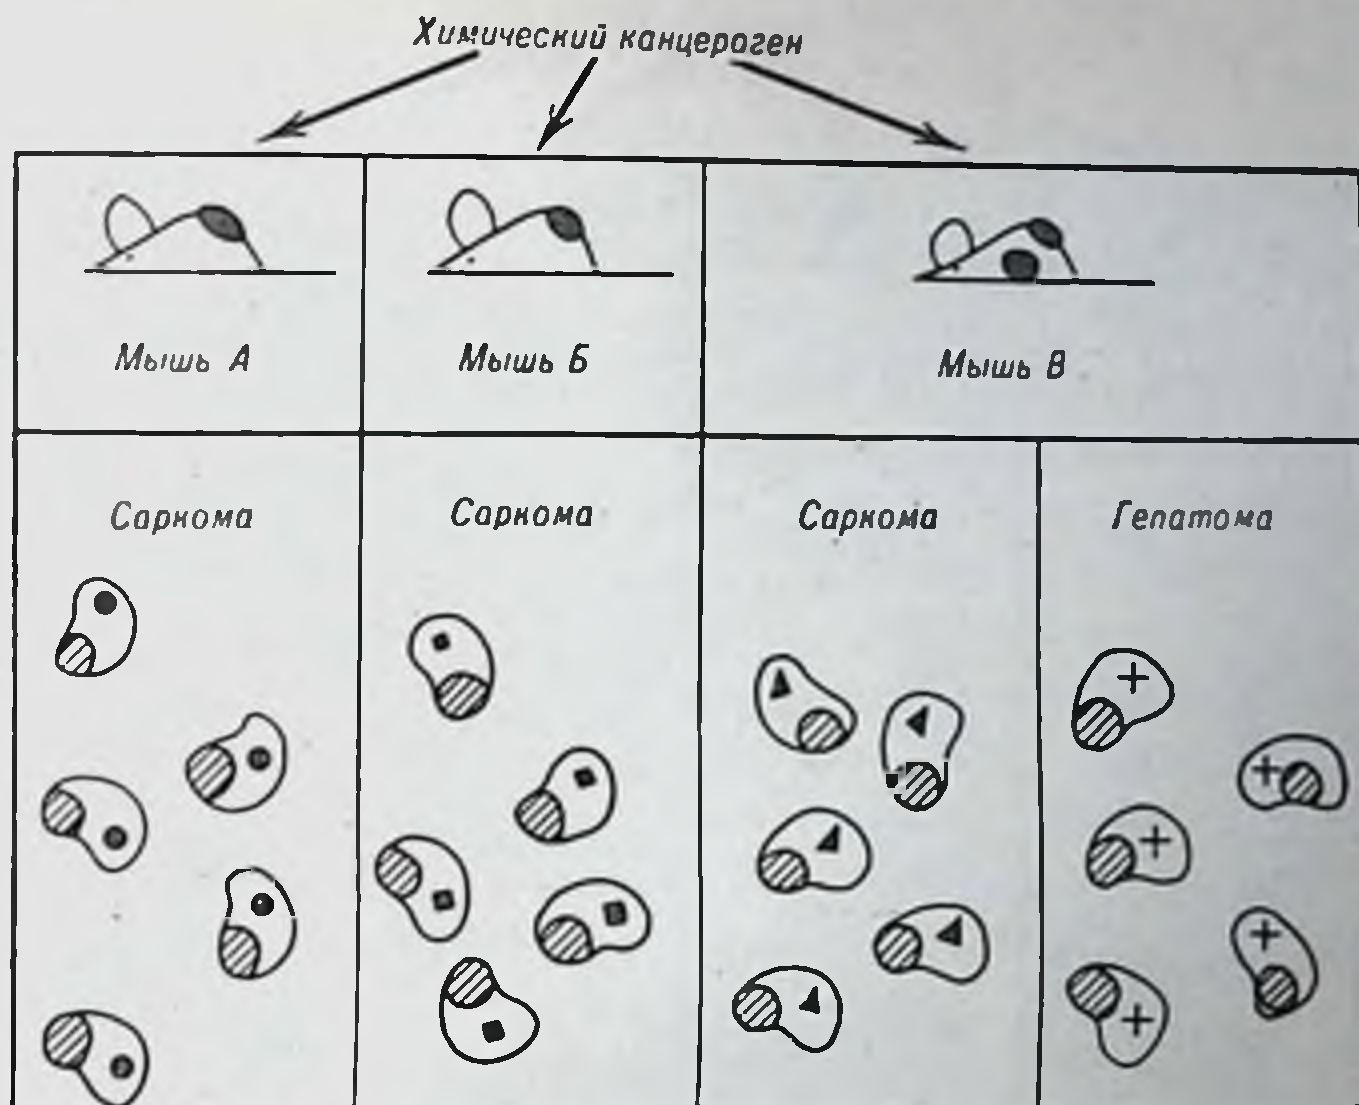 Химический канцероген
Мышь А
Мышь Б
Мышь В
Саркома
Саркома
Саркома
Гепатома